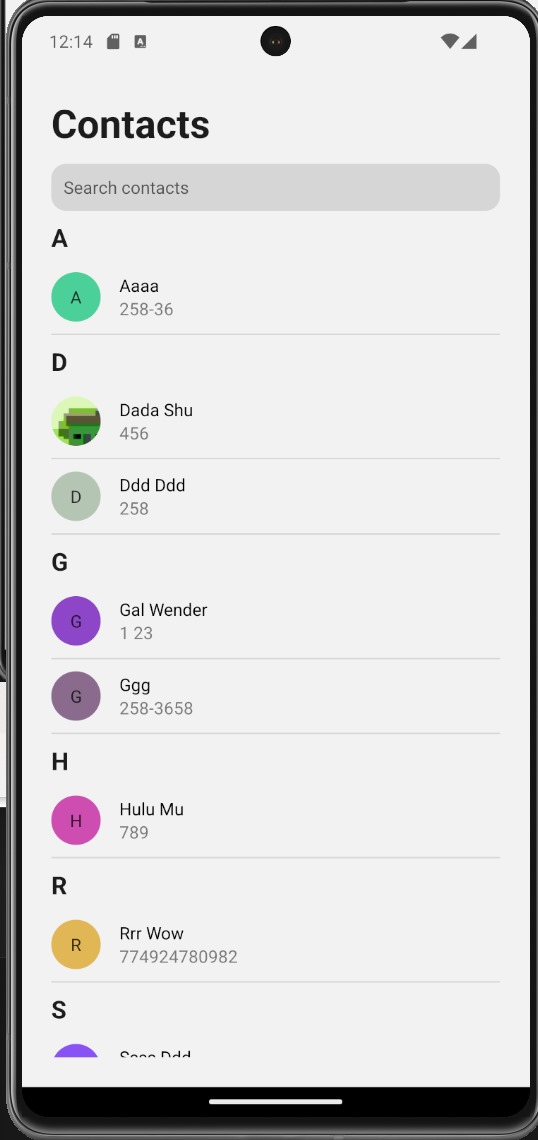 12:14
Contacts
Search contacts
A
A
Aaaa
258-36
D
Dada Shu
456
D
Ddd Ddd
258
G
G
Gal Wender
1 23
G
Ggg
258-3658
H
H
Hulu Mu
789
R
R
Rrr Wow
774924780982
S
Ddd